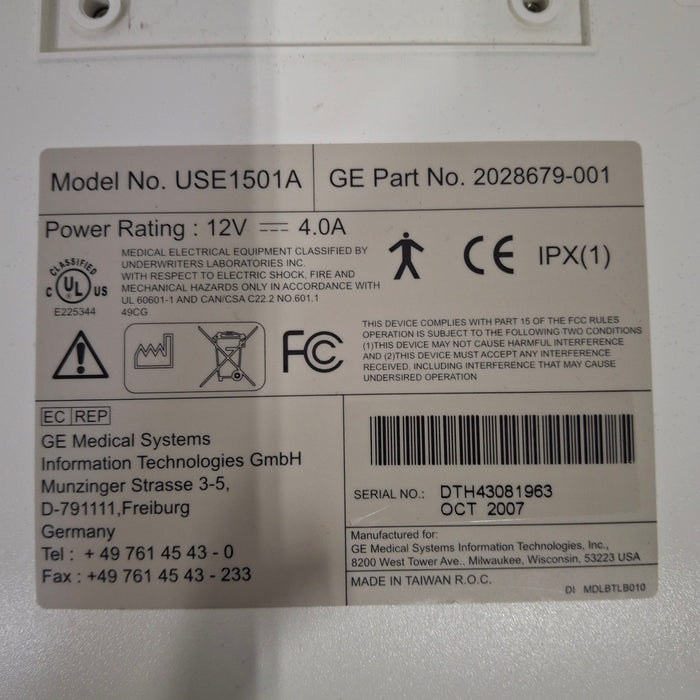 Model No. USE1501A
GE Part No. 2028679-001
Power Rating : 12V ⎓ 4.0A
CLASSIFIED
C UL US
E225344
MEDICAL ELECTRICAL EQUIPMENT CLASSIFIED BY
UNDERWRITERS LABORATORIES INC.
WITH RESPECT TO ELECTRIC SHOCK, FIRE AND
MECHANICAL HAZARDS ONLY IN ACCORDANCE WITH
UL 60601-1 AND CAN/CSA C22.2 NO.601.1
49CG
CE
IPX(1)
FC
THIS DEVICE COMPLIES WITH PART 15 OF THE FCC RULES
OPERATION IS SUBJECT TO THE FOLLOWING TWO CONDITIONS
(1)THIS DEVICE MAY NOT CAUSE HARMFUL INTERFERENCE
AND (2)THIS DEVICE MUST ACCEPT ANY INTERFERENCE
RECEIVED, INCLUDING INTERFERENCE THAT MAY CAUSE
UNDERSIRED OPERATION
EC REP
GE Medical Systems
Information Technologies GmbH
Munzinger Strasse 3-5,
D-791111,Freiburg
Germany
Tel : + 49 761 45 43 - 0
Fax : +49 761 45 43 - 233
SERIAL NO.: DTH43081963
OCT 2007
Manufactured for:
GE Medical Systems Information Technologies, Inc.,
8200 West Tower Ave., Milwaukee, Wisconsin, 53223 USA
MADE IN TAIWAN R.O.C.
DI MDLBTLB010